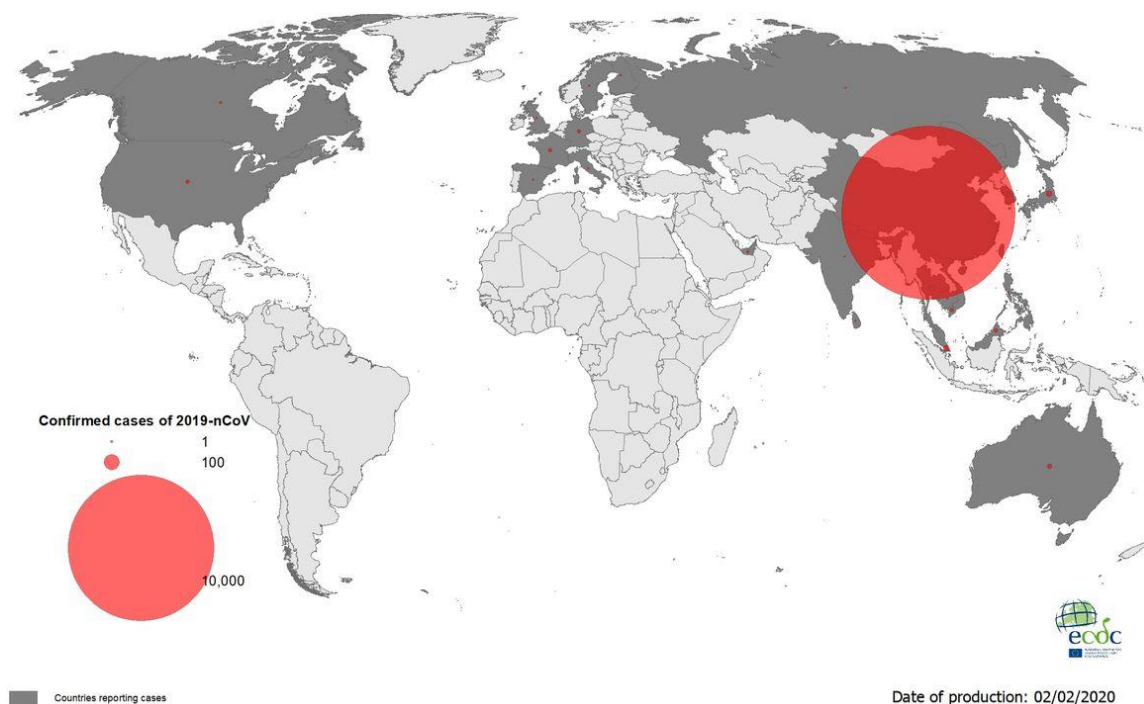 Confirmed cases of 2019-nCoV
1
100
10,000
ecdc
Countries reporting cases
Date of production: 02/02/2020